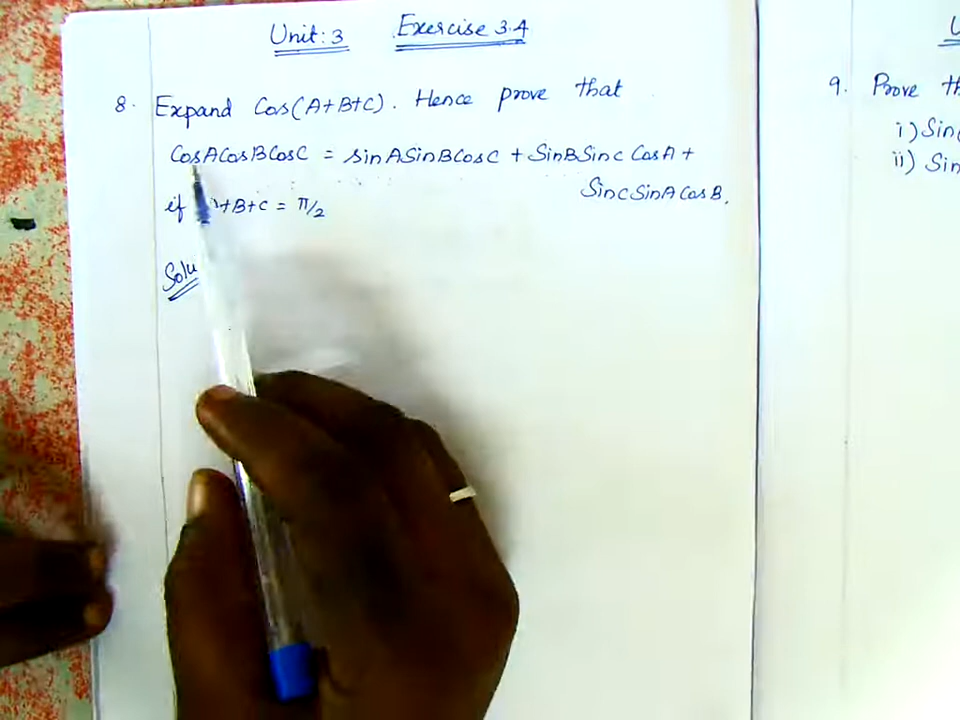 Unit: 3 Exercise 3.4
8. Expand Cos(A+B+C). Hence prove that
CosACosBCosC = sinASinBCosC + SinBSinc CosA +
SincSinA CosB.
if +B+C = π/2
Solu
9. Prove
i) Sin
ii) Sin